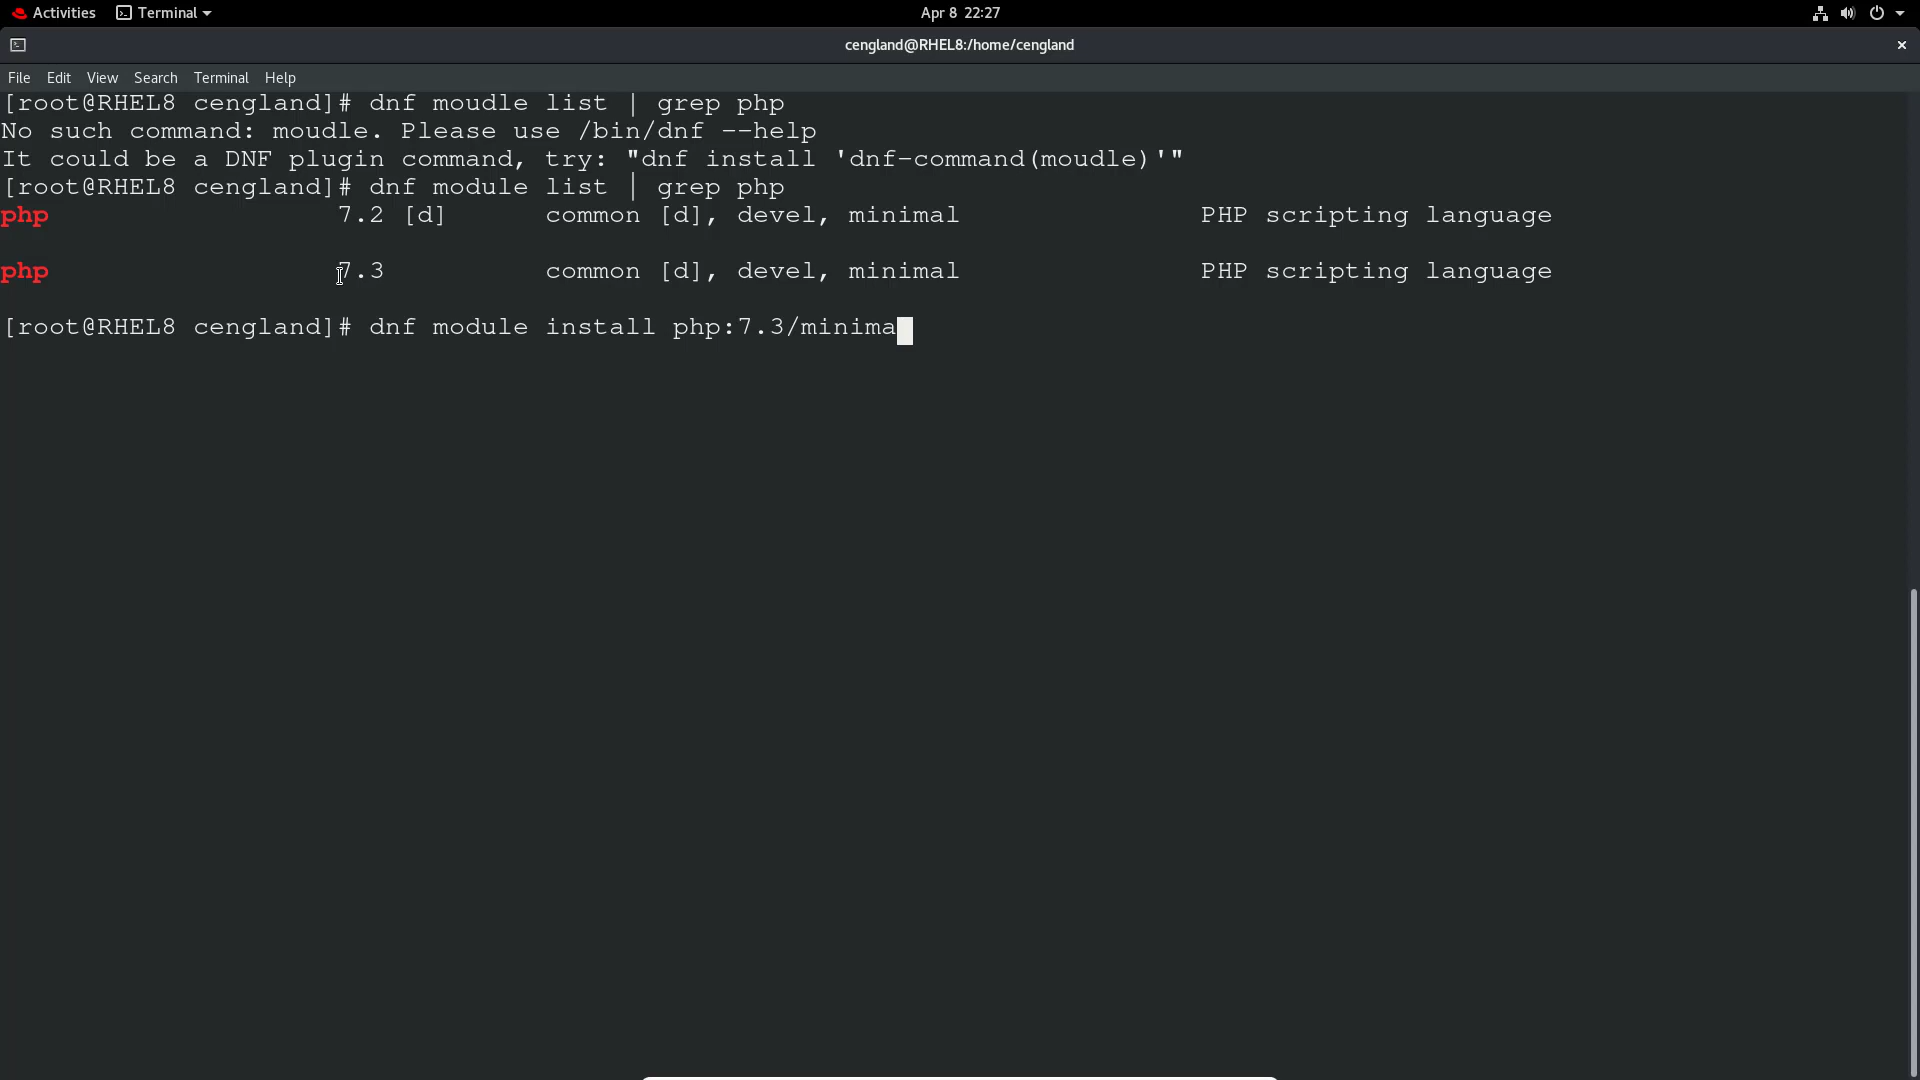 Activities Terminal Apr 8 22:27
cengland@RHEL8:/home/cengland ×
File Edit View Search Terminal Help
[root@RHEL8 cengland]# dnf moudle list | grep php
No such command: moudle. Please use /bin/dnf --help
It could be a DNF plugin command, try: "dnf install 'dnf-command(moudle)'"
[root@RHEL8 cengland]# dnf module list | grep php
php 7.2 [d] common [d], devel, minimal PHP scripting language
php 7.3 common [d], devel, minimal PHP scripting language
[root@RHEL8 cengland]# dnf module install php:7.3/minima